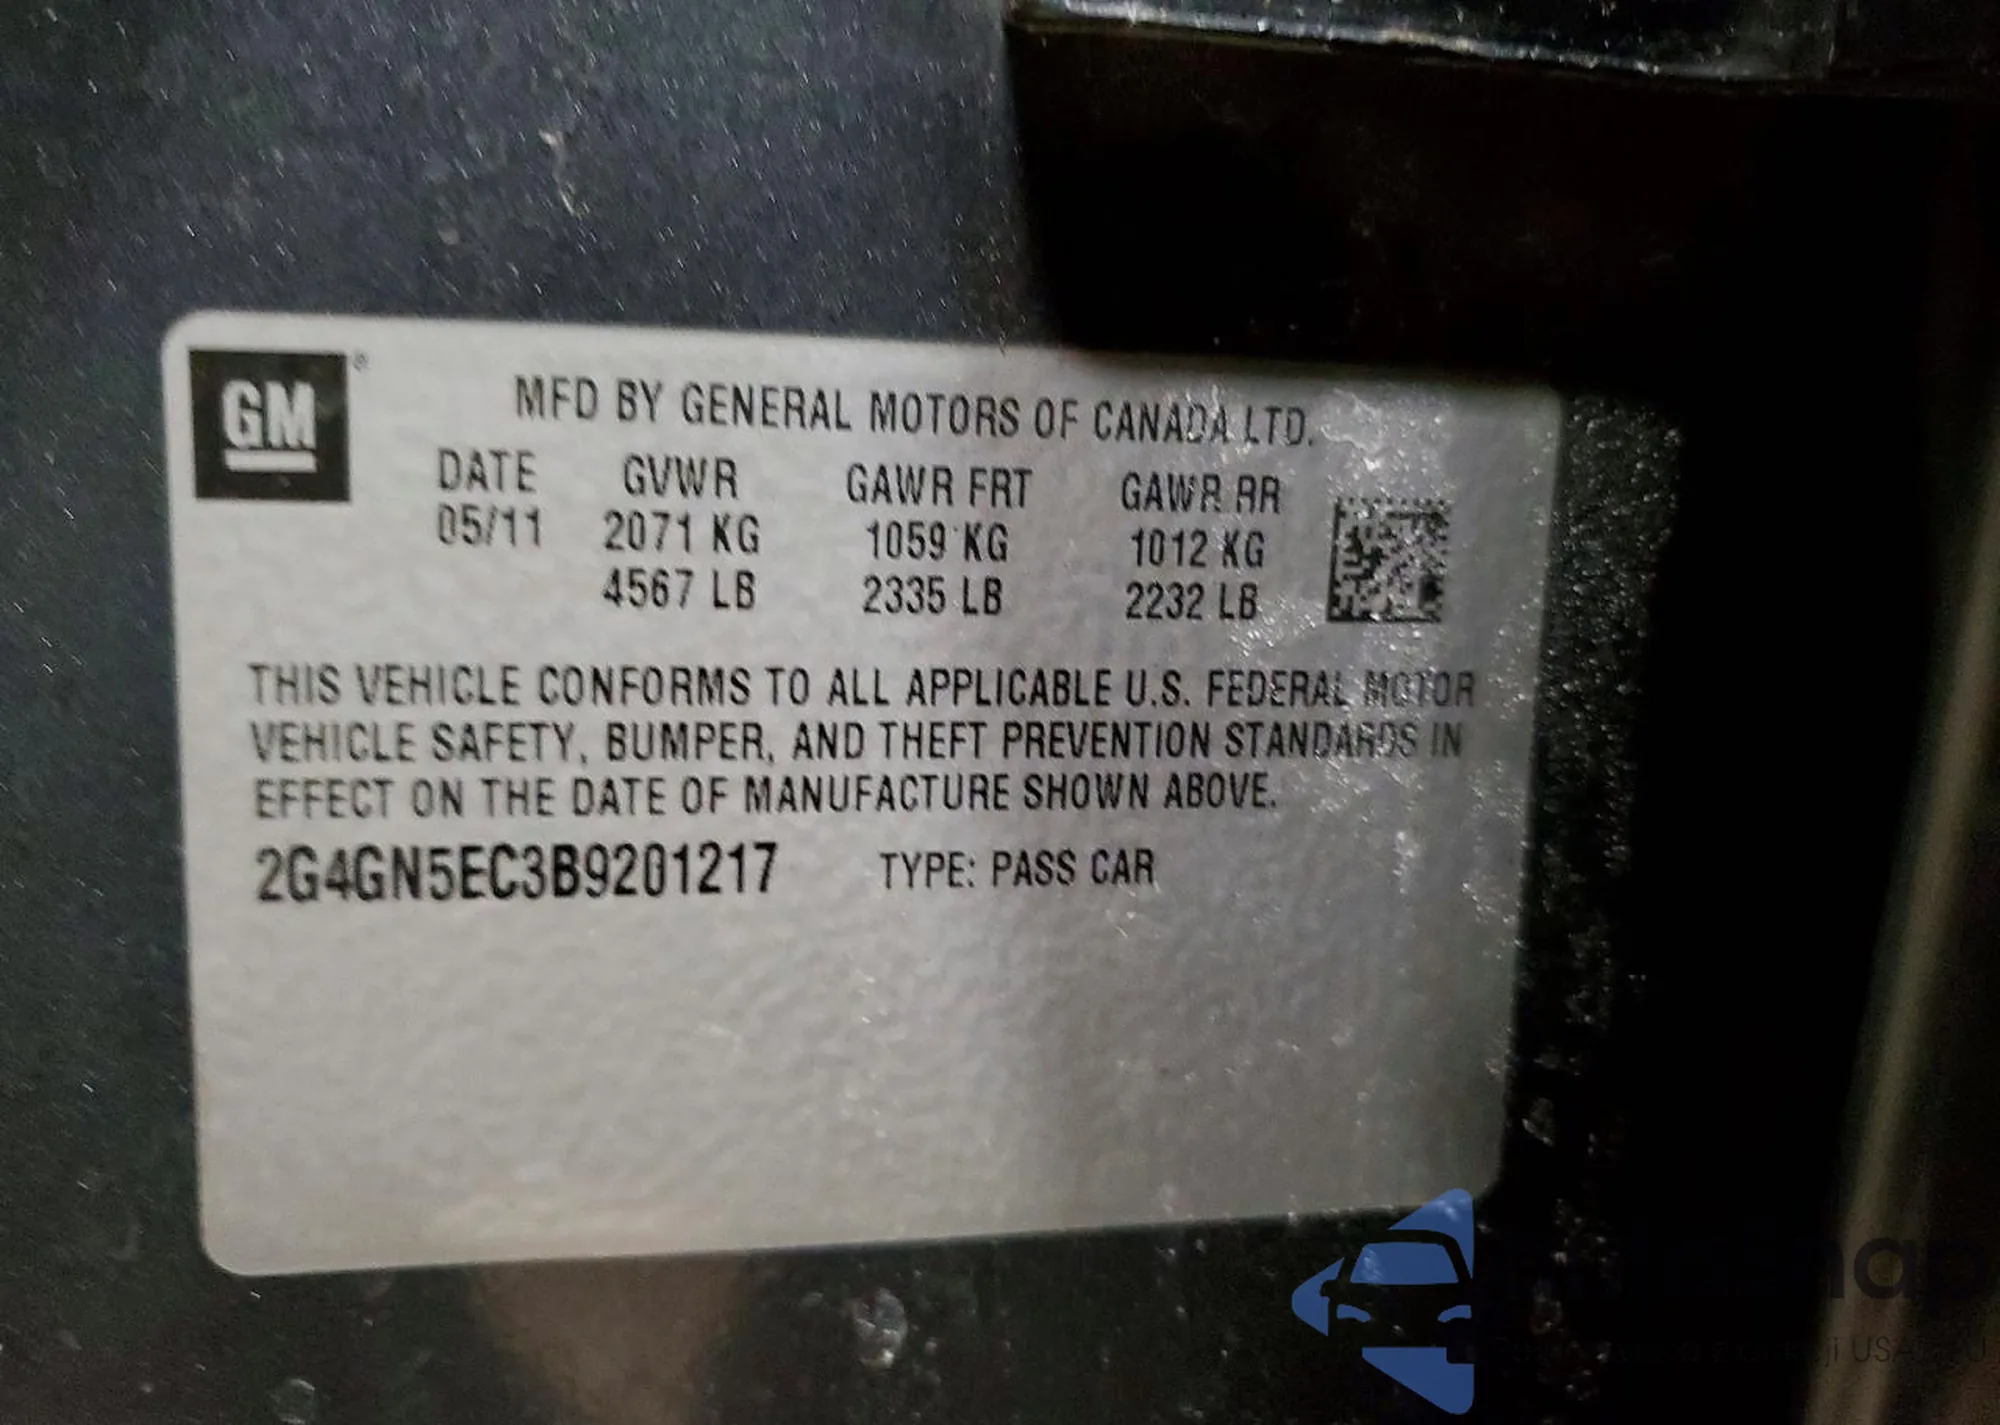 GM ®
MFD BY GENERAL MOTORS OF CANADA LTD.
DATE GVWR GAWR FRT GAWR RR
05/11 2071 KG 1059 KG 1012 KG
4567 LB 2335 LB 2232 LB
THIS VEHICLE CONFORMS TO ALL APPLICABLE U.S. FEDERAL MOTOR
VEHICLE SAFETY, BUMPER, AND THEFT PREVENTION STANDARDS IN
EFFECT ON THE DATE OF MANUFACTURE SHOWN ABOVE.
2G4GN5EC3B9201217 TYPE: PASS CAR